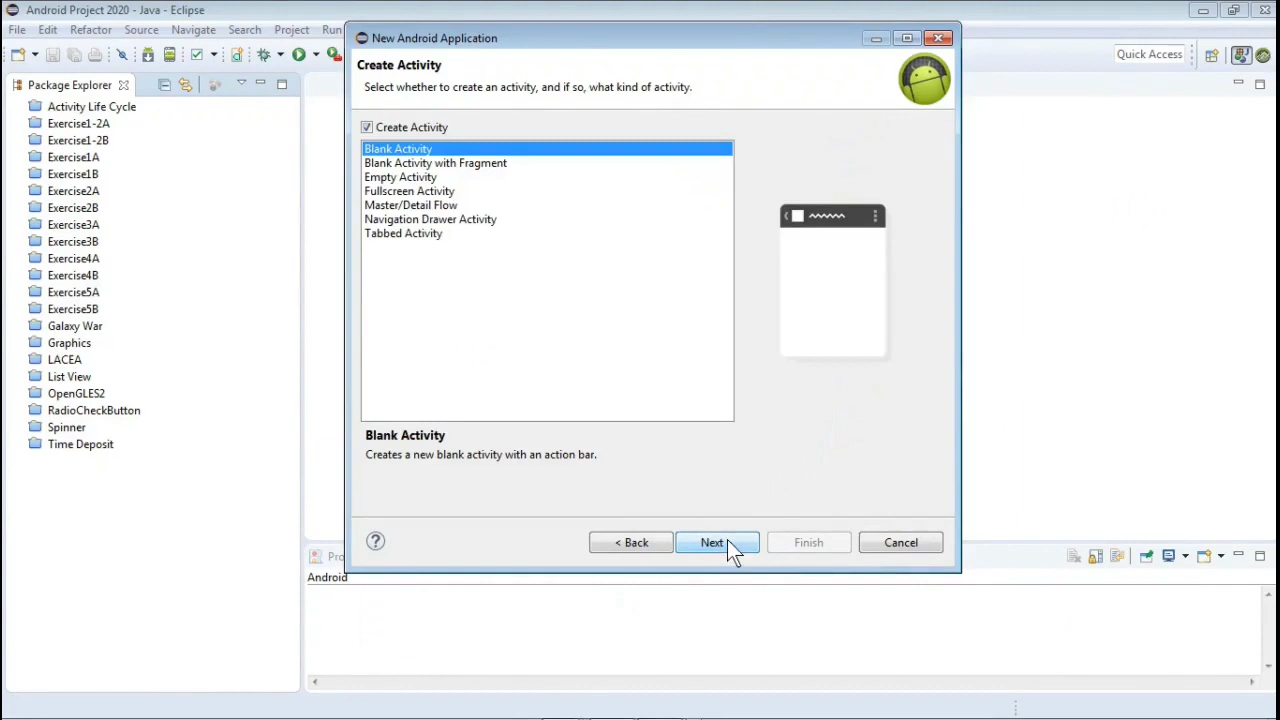 Android Project 2020 - Java - Eclipse
File Edit Refactor Source Navigate Search Project Run
Quick Access
Package Explorer
Activity Life Cycle
Exercise1-2A
Exercise1-2B
Exercise1A
Exercise1B
Exercise2A
Exercise2B
Exercise3A
Exercise3B
Exercise4A
Exercise4B
Exercise5A
Exercise5B
Galaxy War
Graphics
LACEA
List View
OpenGLES2
RadioCheckButton
Spinner
Time Deposit
New Android Application
Create Activity
Select whether to create an activity, and if so, what kind of activity.
Create Activity
Blank Activity
Blank Activity with Fragment
Empty Activity
Fullscreen Activity
Master/Detail Flow
Navigation Drawer Activity
Tabbed Activity
Blank Activity
Creates a new blank activity with an action bar.
? < Back Next Finish Cancel
Pro
Android